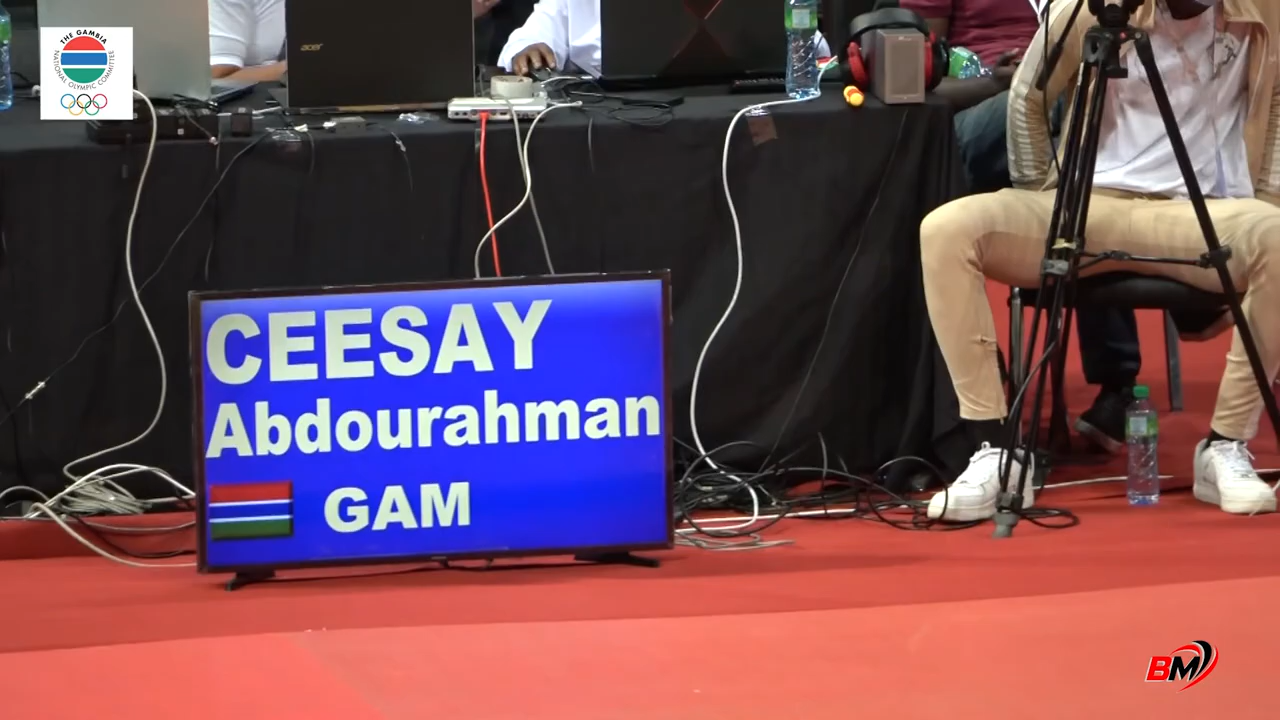 THE GAMBIA
NATIONAL OLYMPIC COMMITTEE
acer
CEESAY
Abdourahman
GAM
BM